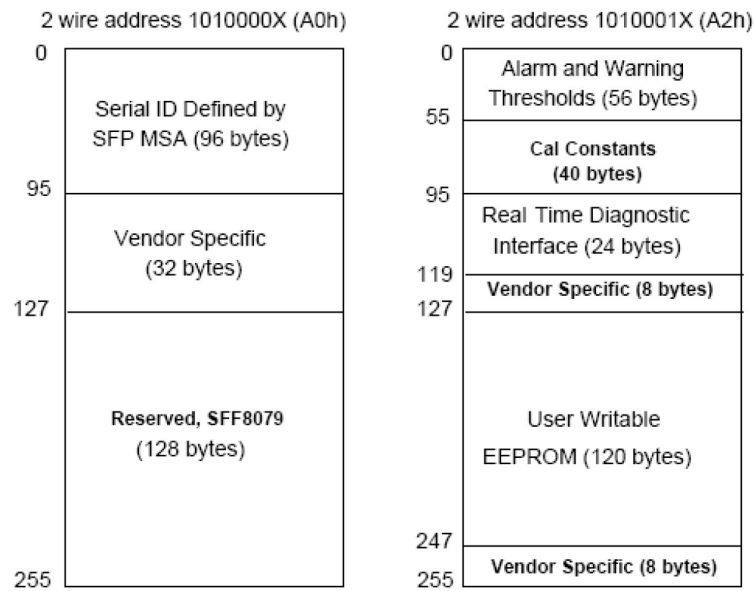 2 wire address 1010000X (A0h)
0
Serial ID Defined by
SFP MSA (96 bytes)
95
Vendor Specific
(32 bytes)
127
Reserved, SFF8079
(128 bytes)
255
2 wire address 1010001X (A2h)
0
Alarm and Warning
Thresholds (56 bytes)
55
Cal Constants
(40 bytes)
95
Real Time Diagnostic
Interface (24 bytes)
119
Vendor Specific (8 bytes)
127
User Writable
EEPROM (120 bytes)
247
Vendor Specific (8 bytes)
255